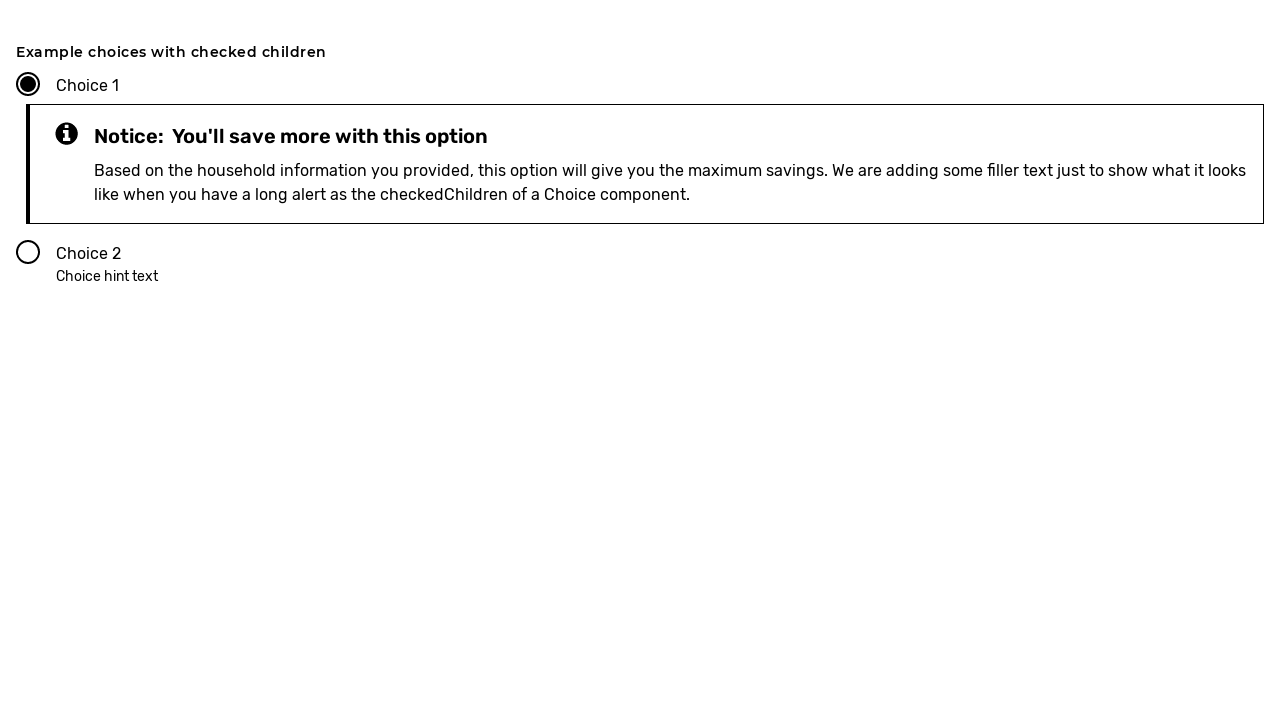 Example choices with checked children
Choice 1
Notice: You'll save more with this option
Based on the household information you provided, this option will give you the maximum savings. We are adding some filler text just to show what it looks
like when you have a long alert as the checkedChildren of a Choice component.
Choice 2
Choice hint text